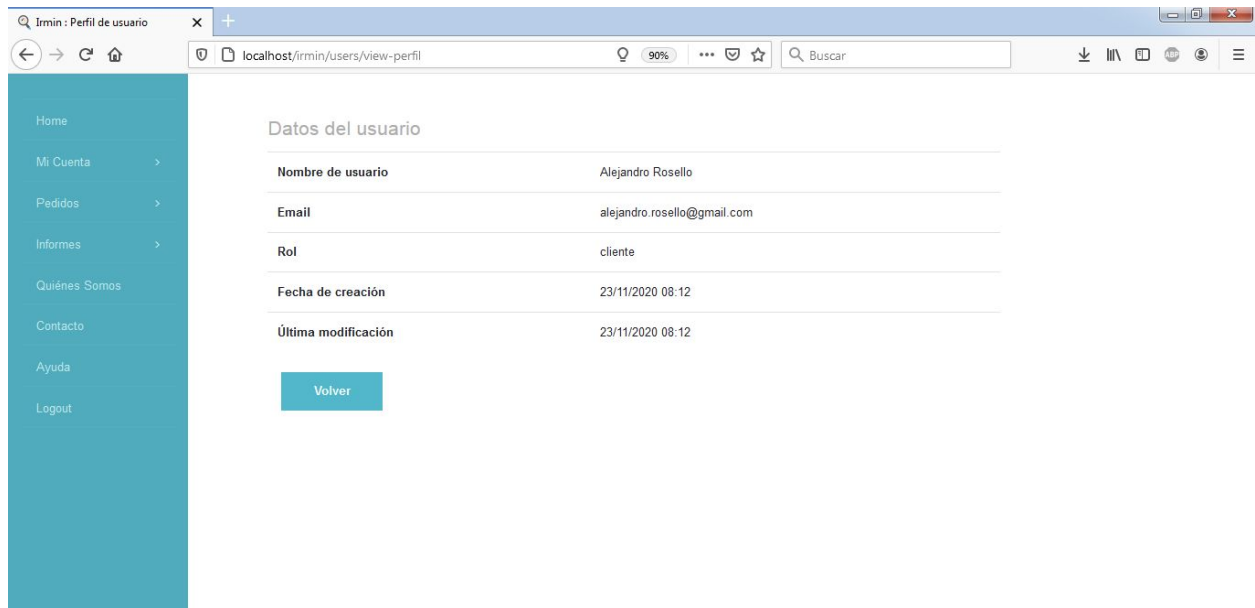 Irmin : Perfil de usuario
localhost/irmin/users/view-perfil
90%
Buscar
ABP
Home
Mi Cuenta
Pedidos
Informes
Quiénes Somos
Contacto
Ayuda
Logout
Datos del usuario
Nombre de usuario Alejandro Rosello
Email alejandro.rosello@gmail.com
Rol cliente
Fecha de creación 23/11/2020 08:12
Última modificación 23/11/2020 08:12
Volver